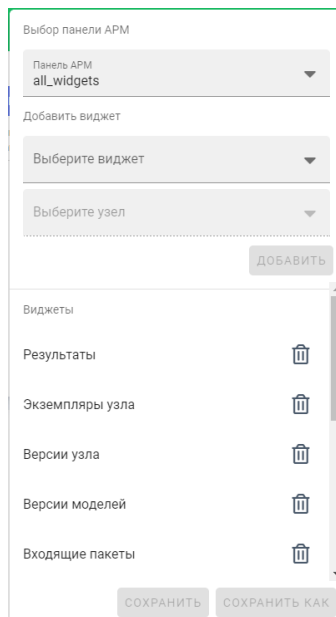 Выбор панели АРМ
Панель АРМ
all_widgets
Добавить виджет
Выберите виджет
Выберите узел
ДОБАВИТЬ
Виджеты
Результаты
Экземпляры узла
Версии узла
Версии моделей
Входящие пакеты
СОХРАНИТЬ СОХРАНИТЬ КАК